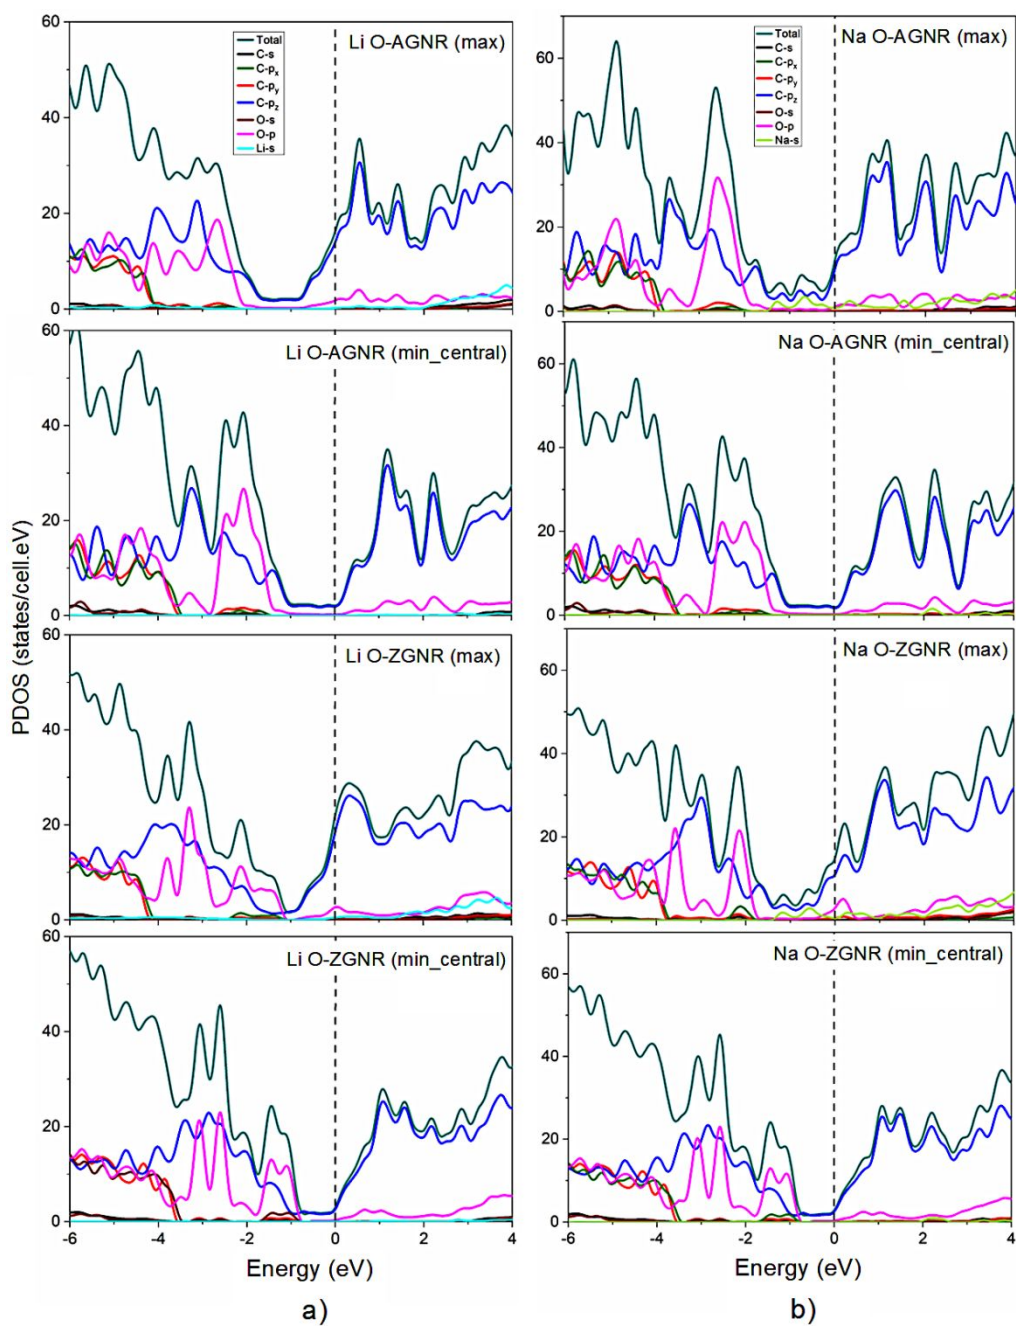 PDOS (states/cell.eV)
60
40
20
0
Total
C-s
C-px
C-py
C-pz
O-s
O-p
Li-s
Li O-AGNR (max)
60
40
20
0
Li O-AGNR (min_central)
60
40
20
0
Li O-ZGNR (max)
60
40
20
0
Li O-ZGNR (min_central)
-6 -4 -2 0 2 4
Energy (eV)
a)
60
40
20
0
Total
C-s
C-px
C-py
C-pz
O-s
O-p
Na-s
Na O-AGNR (max)
60
40
20
0
Na O-AGNR (min_central)
60
40
20
0
Na O-ZGNR (max)
60
40
20
0
Na O-ZGNR (min_central)
-6 -4 -2 0 2 4
Energy (eV)
b)